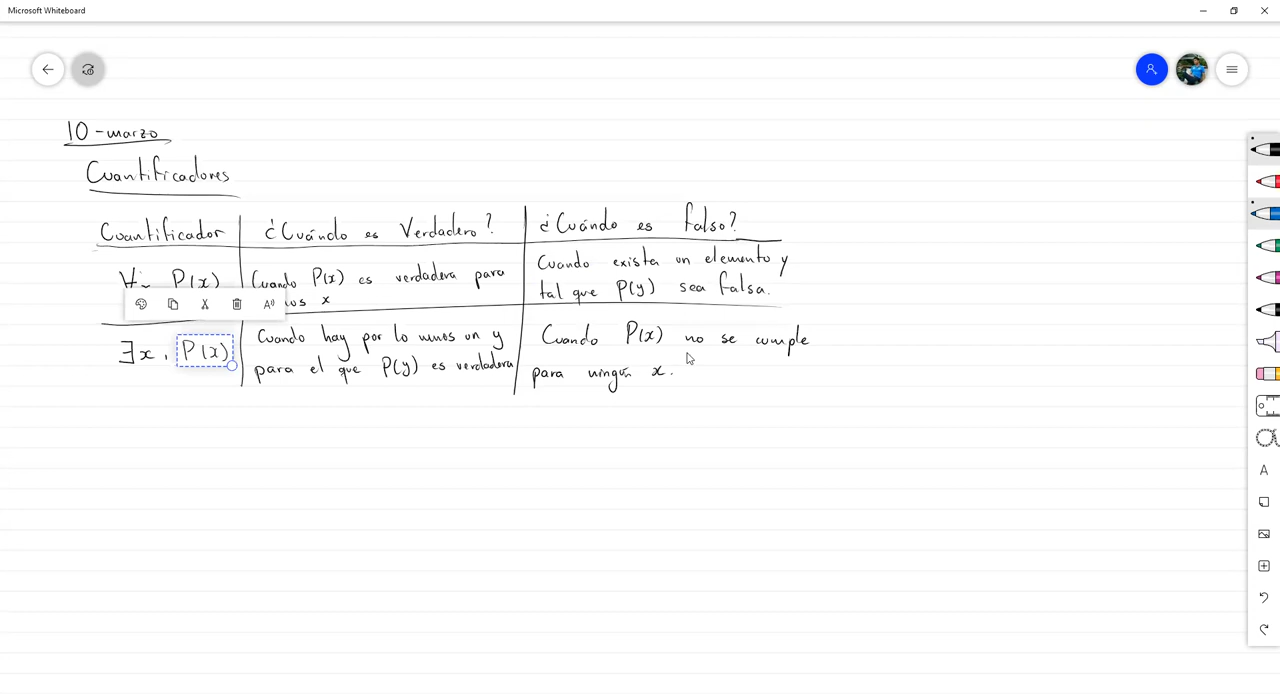 Microsoft Whiteboard
10-marzo
Cuantificadores
Cuantificador ¿Cuándo es Verdadero? ¿Cuándo es falso?
∀ P(x) Cuando P(x) es verdadera para Cuando exista un elemento y
x tal que P(y) sea falsa.
∃x, P(x) Cuando hay por lo menos un y Cuando P(x) no se cumple
para el que P(y) es verdadera para ningún x.